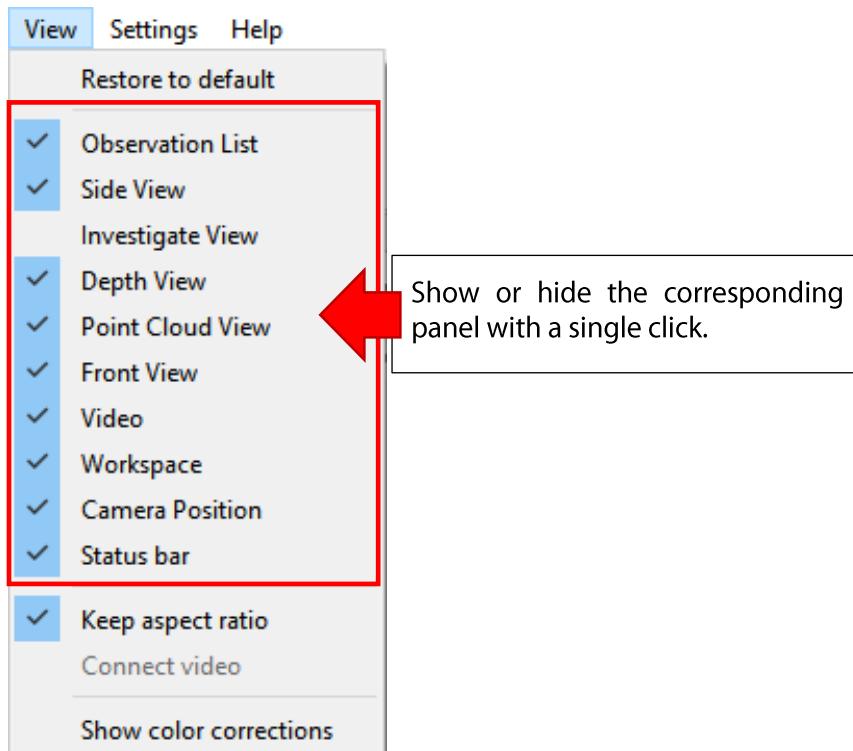 View Settings Help
Restore to default
Observation List
Side View
Investigate View
Depth View
Point Cloud View
Front View
Video
Workspace
Camera Position
Status bar
Keep aspect ratio
Connect video
Show color corrections
Show or hide the corresponding
panel with a single click.